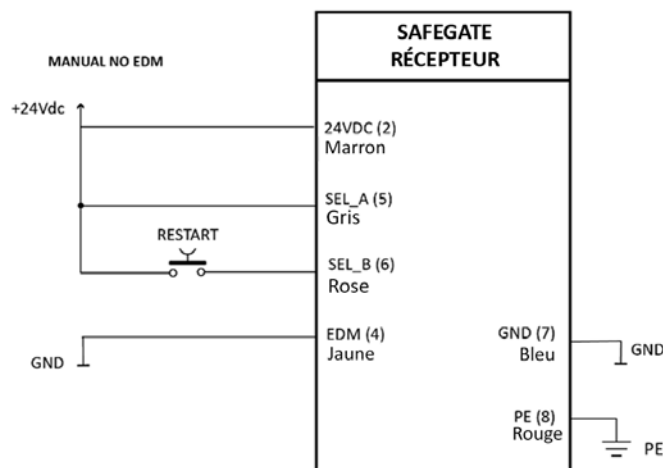 SAFEGATE
RÉCEPTEUR
MANUAL NO EDM
+24Vdc
24VDC (2)
Marron
SEL_A (5)
Gris
RESTART
SEL_B (6)
Rose
EDM (4)
Jaune
GND
GND (7)
Bleu
GND
PE (8)
Rouge
PE